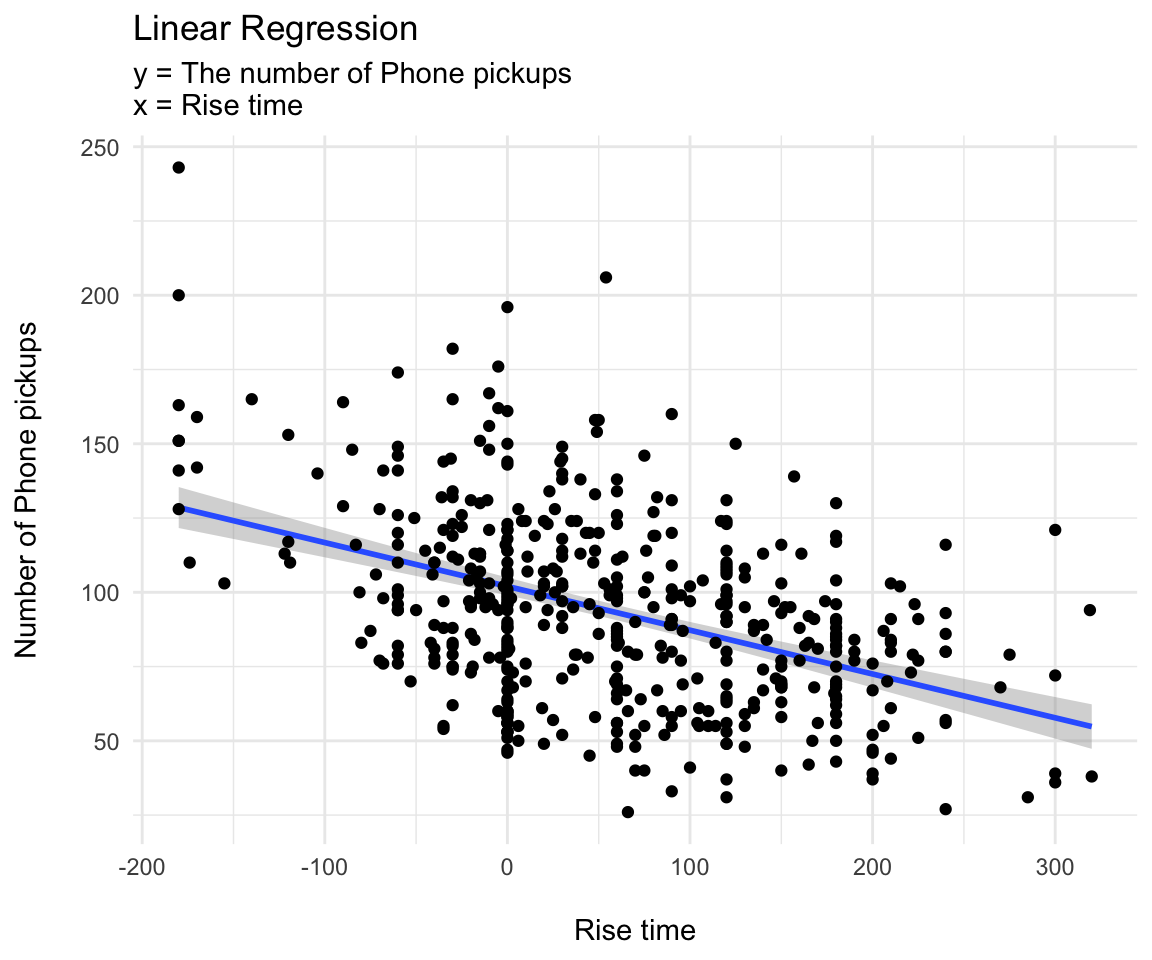 Linear Regression
y = The number of Phone pickups
x = Rise time
250
200
150
100
50
Number of Phone pickups
-200 -100 0 100 200 300
Rise time